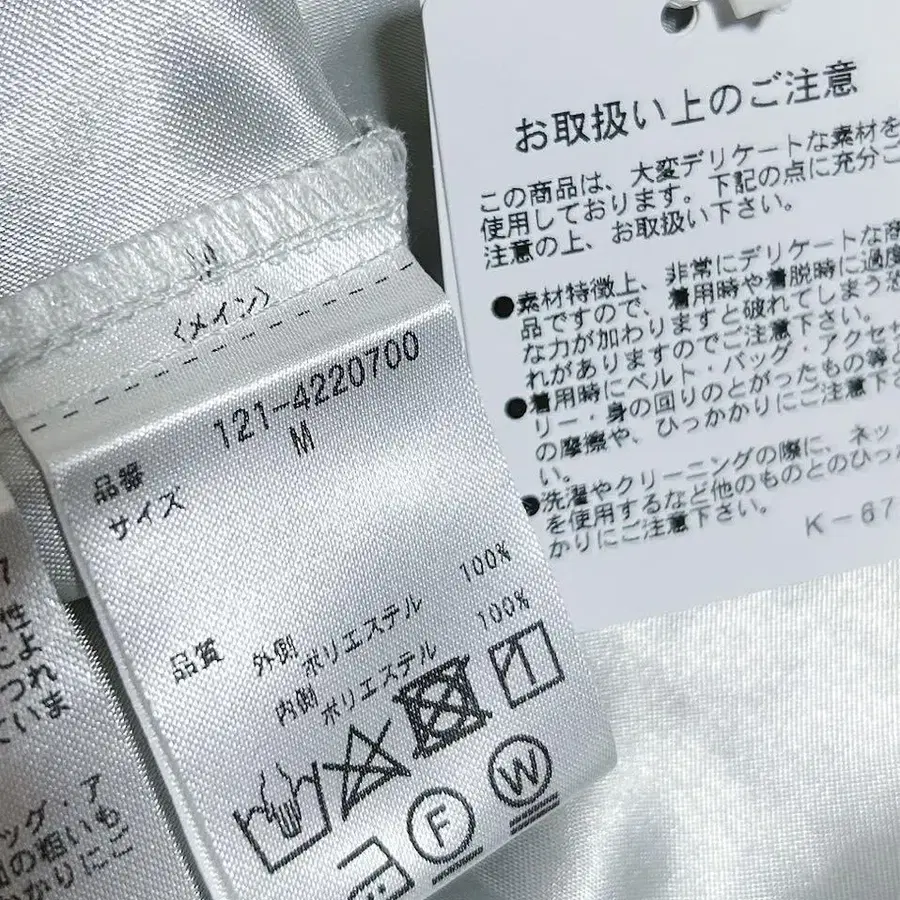 お取扱い上のご注意
この商品は、大変デリケートな素材を
使用しております。下記の点に充分ご
注意の上、お取扱い下さい。
●素材特徴上、非常にデリケートな商
品ですので、着用時や着脱時に過度
な力が加わりますと破れてしまう恐
れがありますのでご注意下さい。
●着用時にベルト・バッグ・アクセサ
リー・身の回りのとがったもの等と
の摩擦や、ひっかかりにご注意下さ
い。
●洗濯やクリーニングの際に、ネット
を使用するなど他のものとのひっか
かりにご注意下さい。
K-67
〈メイン〉
品番 121-4220700
サイズ M
品質 外側 ポリエステル 100%
内側 ポリエステル 100%
F
W
7
性
によ
つれ
ていま
ッグ・ア
の粗いも
かりにご